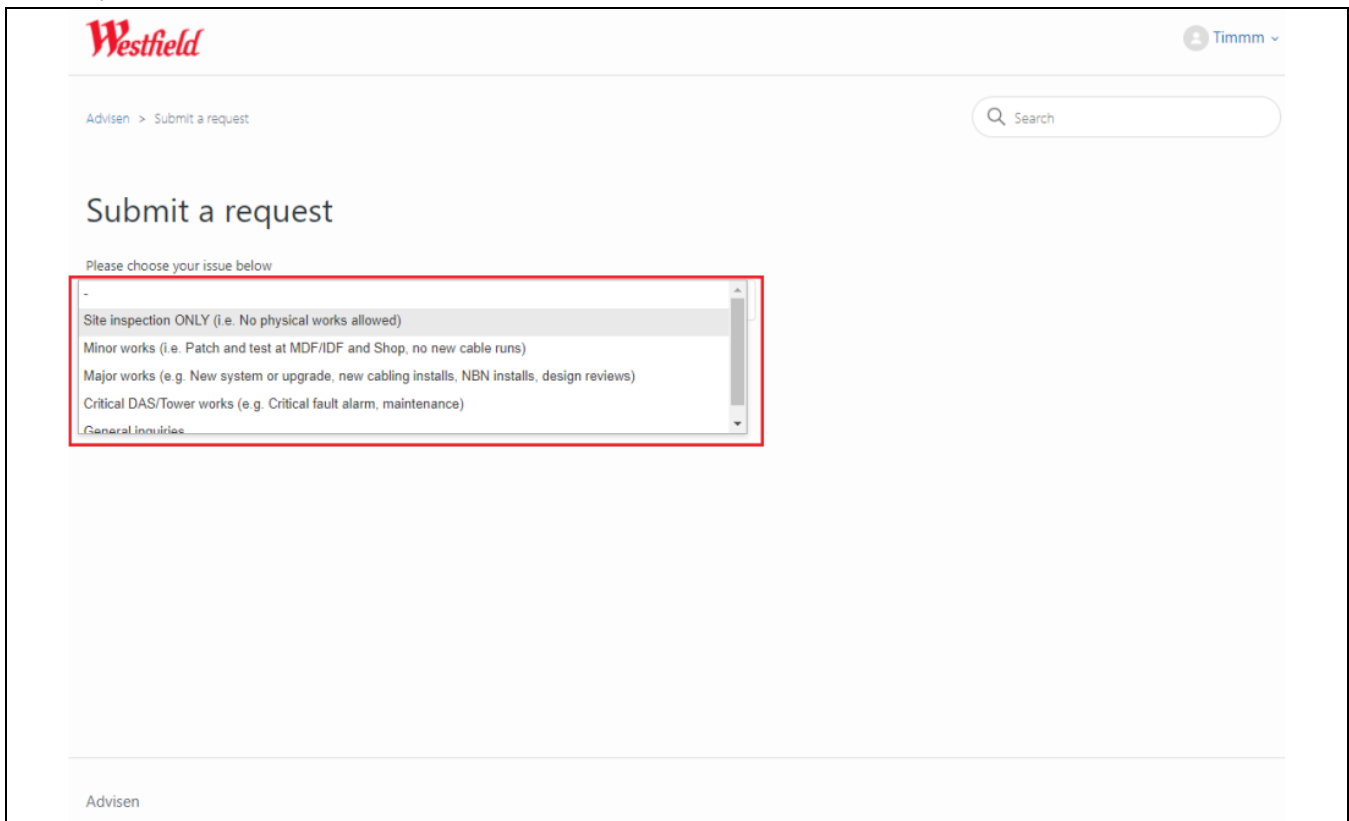 Westfield
Timmm
Advisen > Submit a request
Search
Submit a request
Please choose your issue below
-
Site inspection ONLY (i.e. No physical works allowed)
Minor works (i.e. Patch and test at MDF/IDF and Shop, no new cable runs)
Major works (e.g. New system or upgrade, new cabling installs, NBN installs, design reviews)
Critical DAS/Tower works (e.g. Critical fault alarm, maintenance)
General inquiries
Advisen